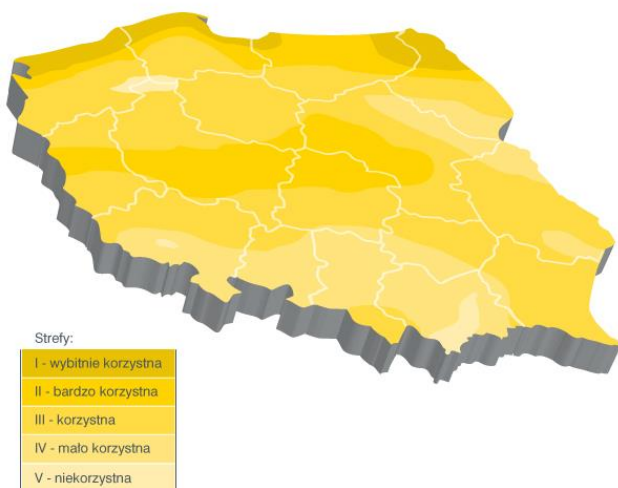 Strefy:
I - wybitnie korzystna
II - bardzo korzystna
III - korzystna
IV - mało korzystna
V - niekorzystna